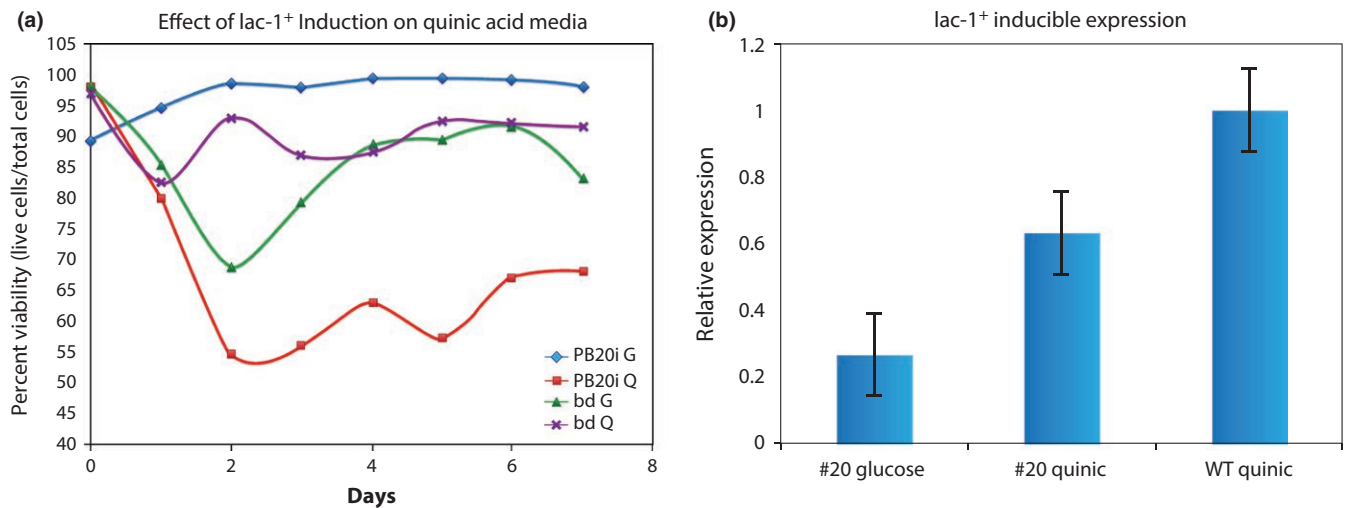 (a) Effect of lac-1⁺ Induction on quinic acid media
Percent viability (live cells/total cells)
105
100
95
90
85
80
75
70
65
60
55
50
45
40
0 2 4 6 8
Days
PB20i G
PB20i Q
bd G
bd Q
(b) lac-1⁺ inducible expression
Relative expression
1.2
1
0.8
0.6
0.4
0.2
0
#20 glucose #20 quinic WT quinic